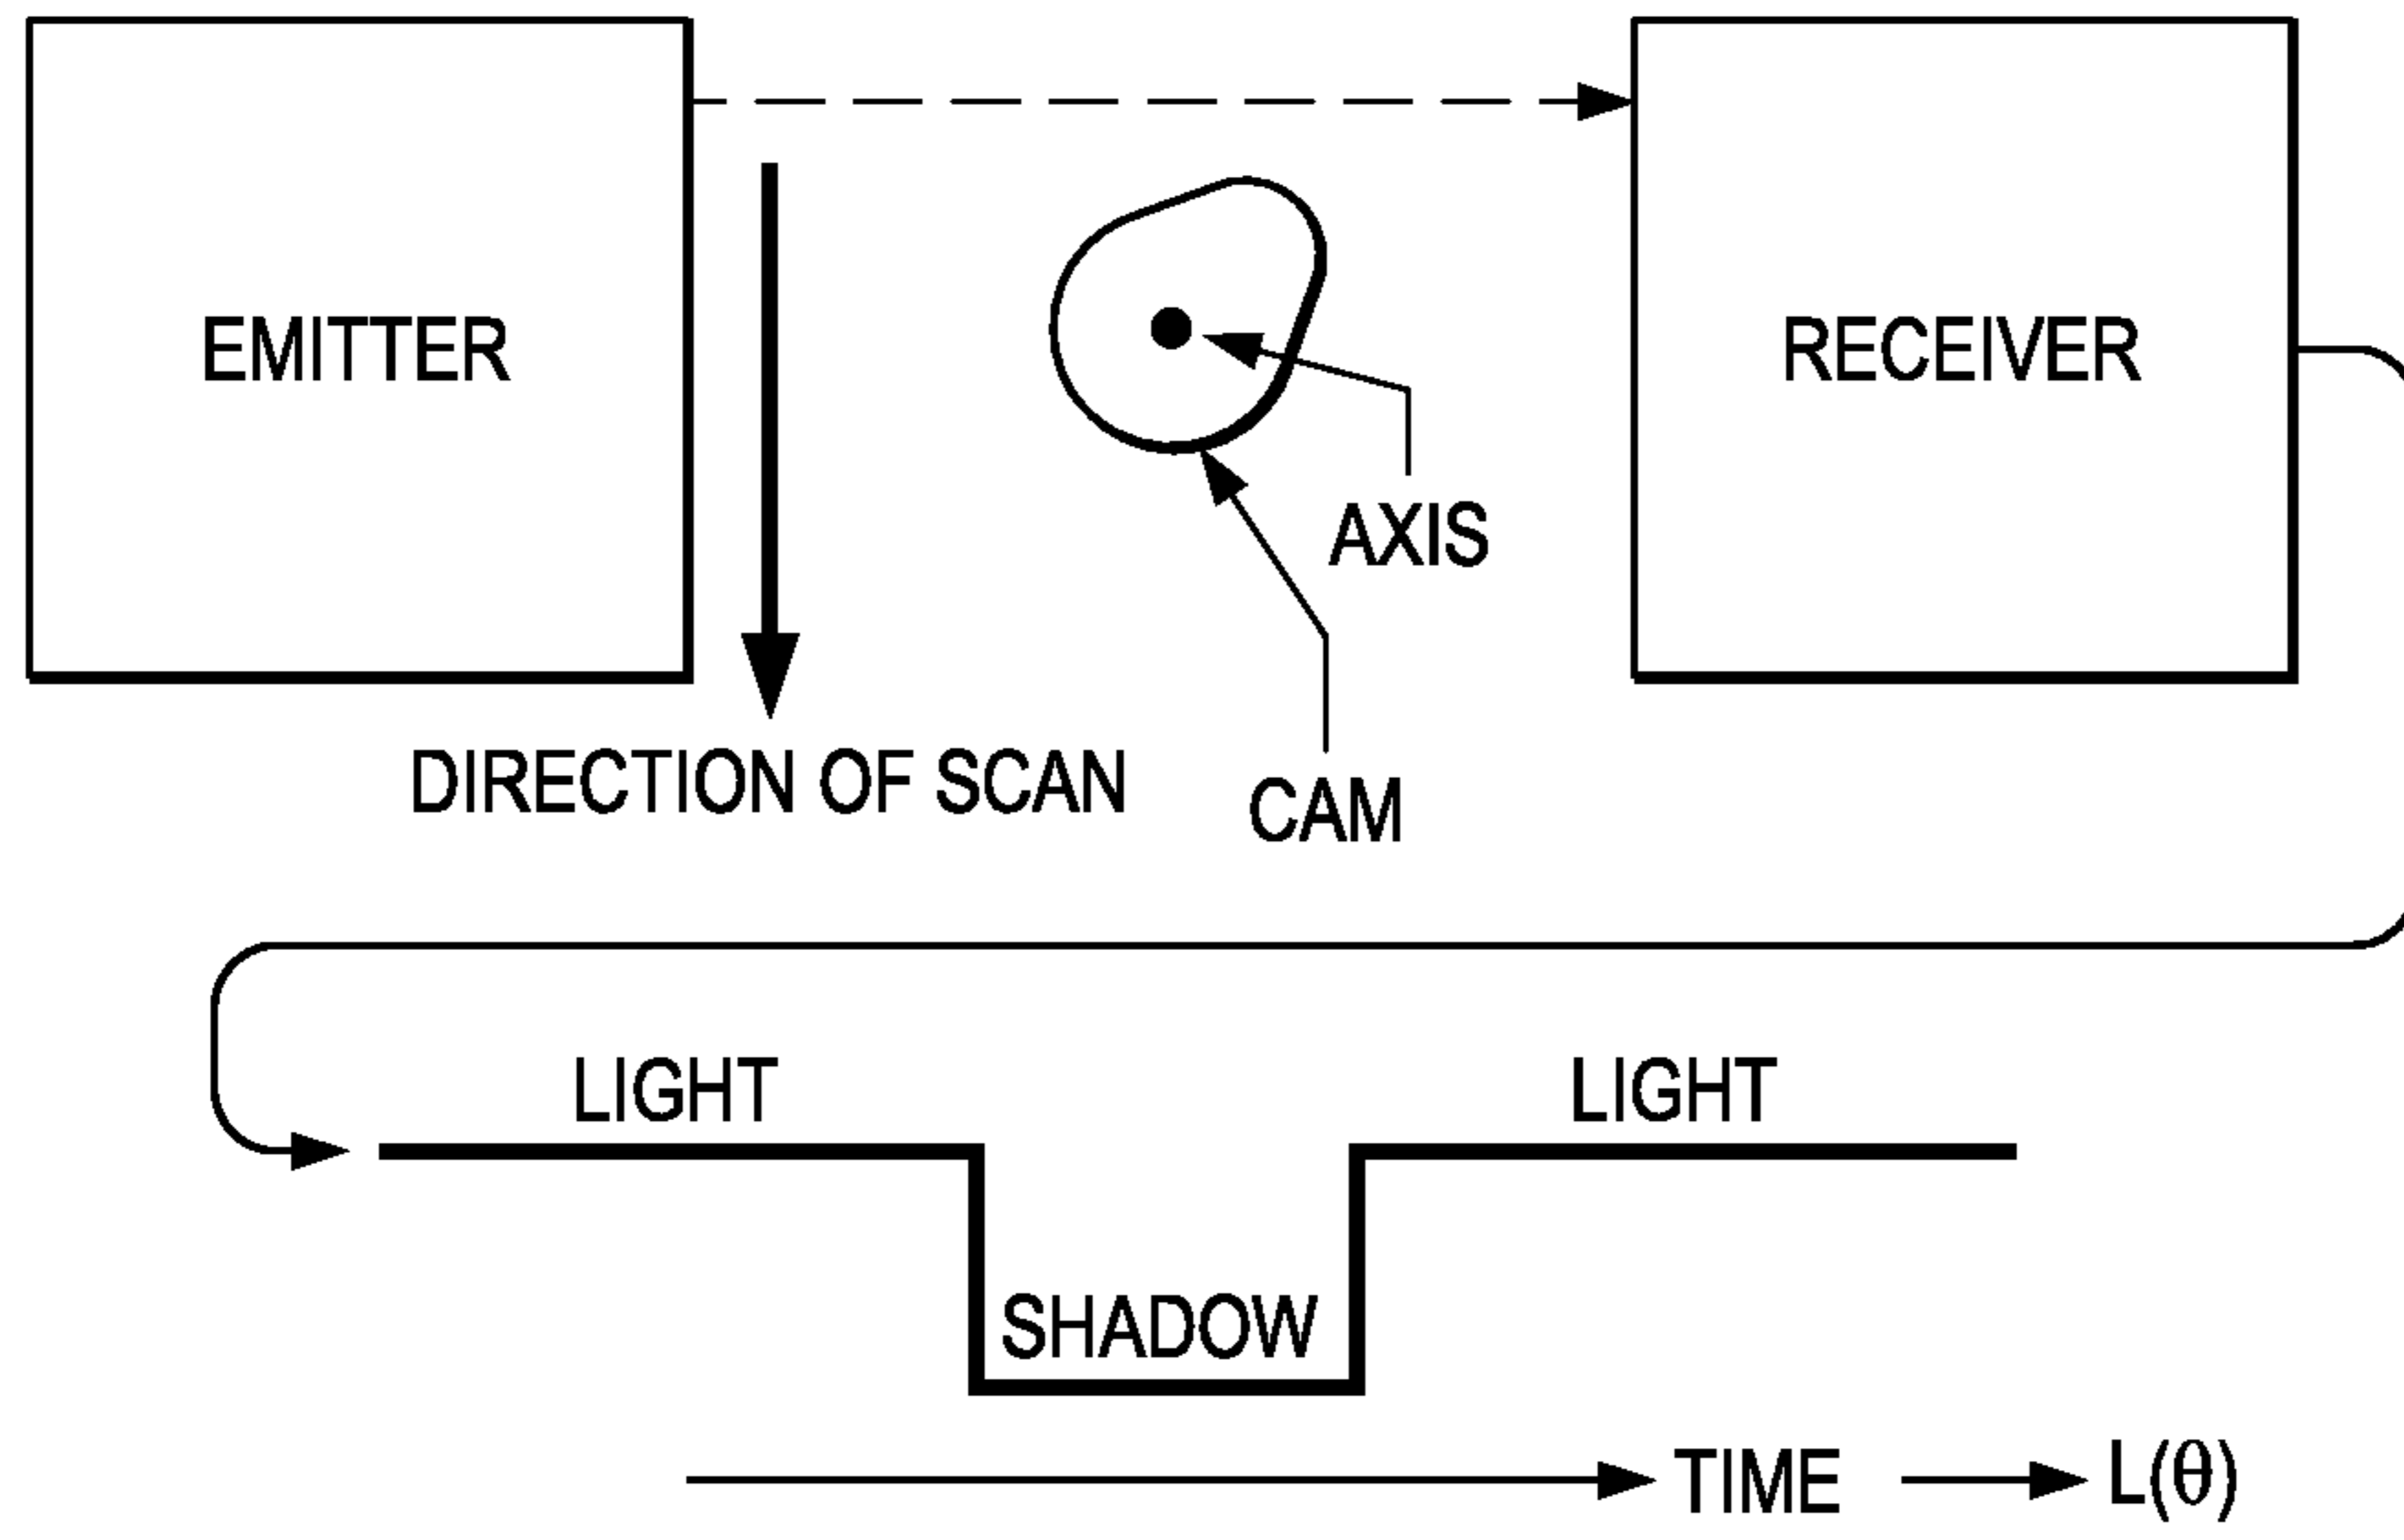 EMITTER
RECEIVER
AXIS
DIRECTION OF SCAN
CAM
LIGHT
LIGHT
SHADOW
TIME
L(θ)